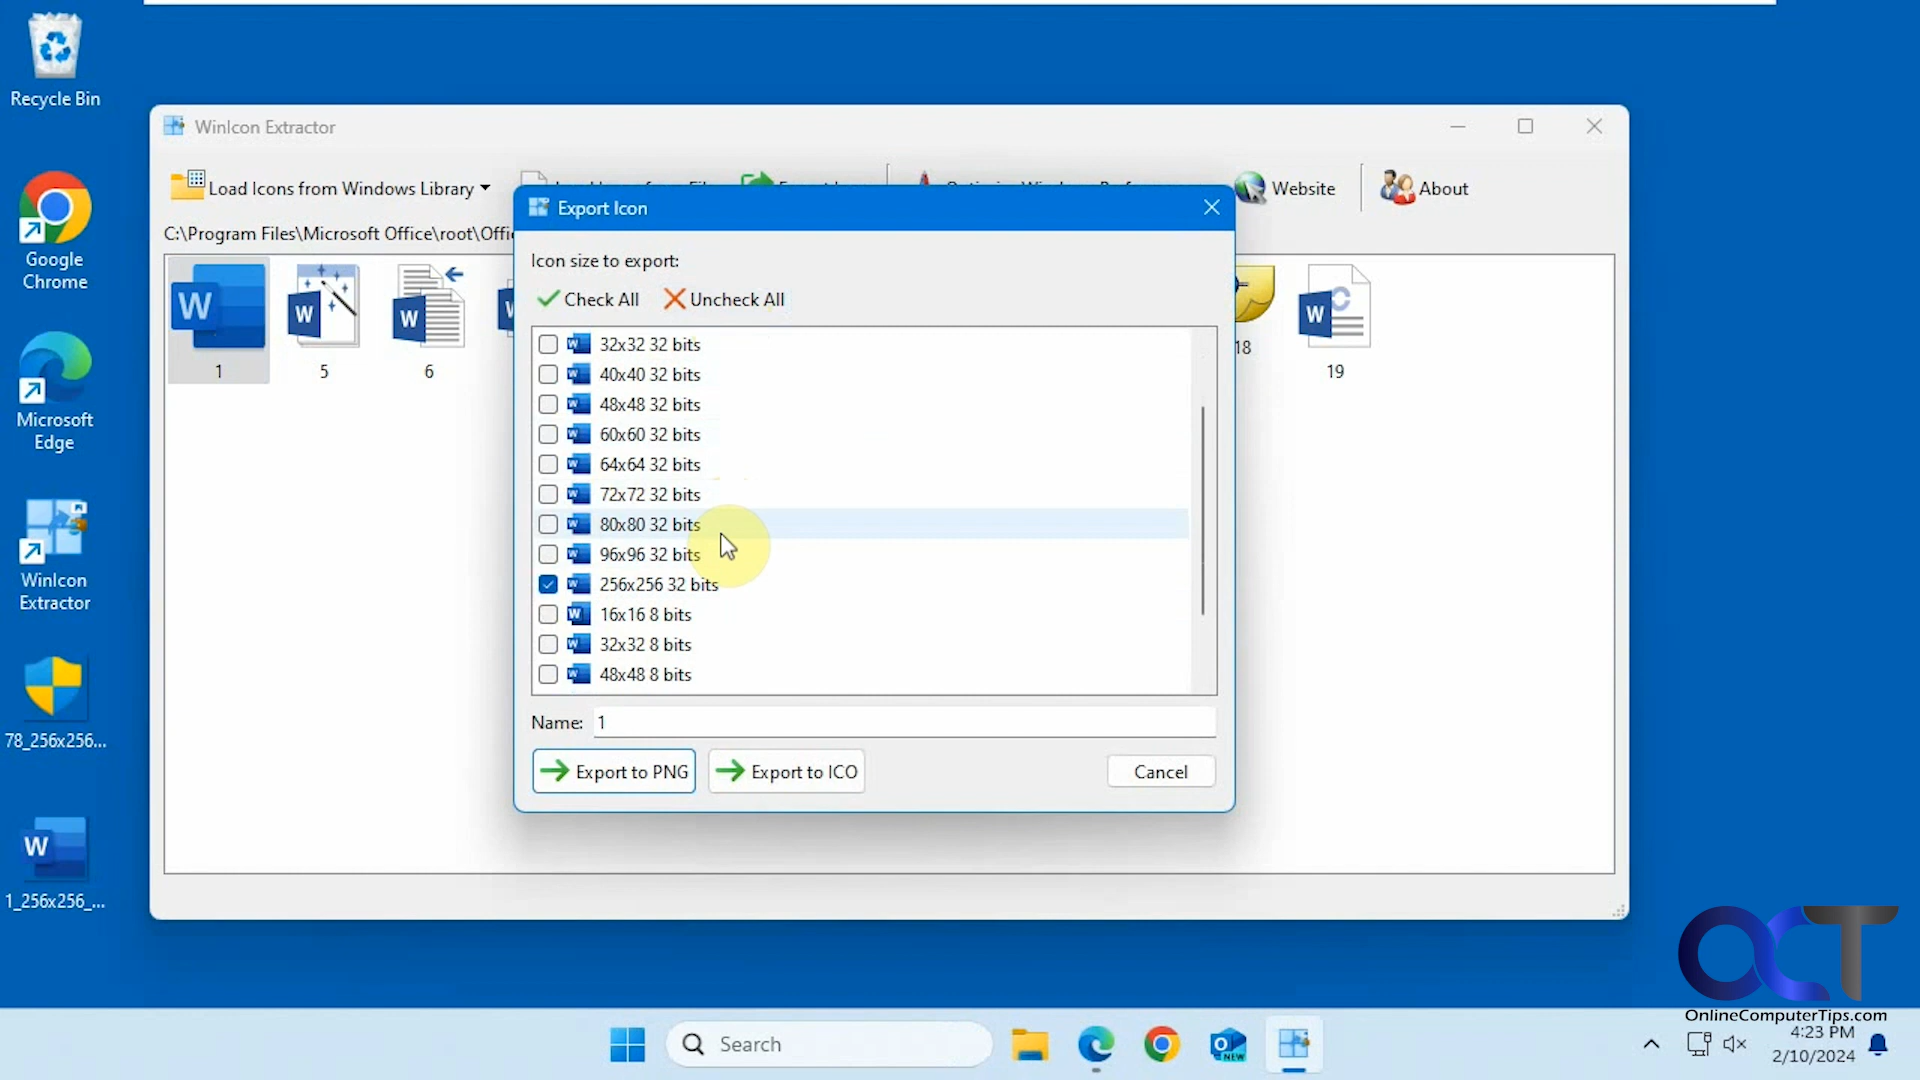 Recycle Bin
Google
Chrome
Microsoft
Edge
WinIcon
Extractor
78_256x256...
1_256x256_...
WinIcon Extractor
Load Icons from Windows Library
Website
About
C:\Program Files\Microsoft Office\root\Offi
1
5
6
18
19
Export Icon
Icon size to export:
Check All
Uncheck All
32x32 32 bits
40x40 32 bits
48x48 32 bits
60x60 32 bits
64x64 32 bits
72x72 32 bits
80x80 32 bits
96x96 32 bits
256x256 32 bits
16x16 8 bits
32x32 8 bits
48x48 8 bits
Name: 1
Export to PNG
Export to ICO
Cancel
OCT
OnlineComputerTips.com
Search
NEW
4:23 PM
2/10/2024